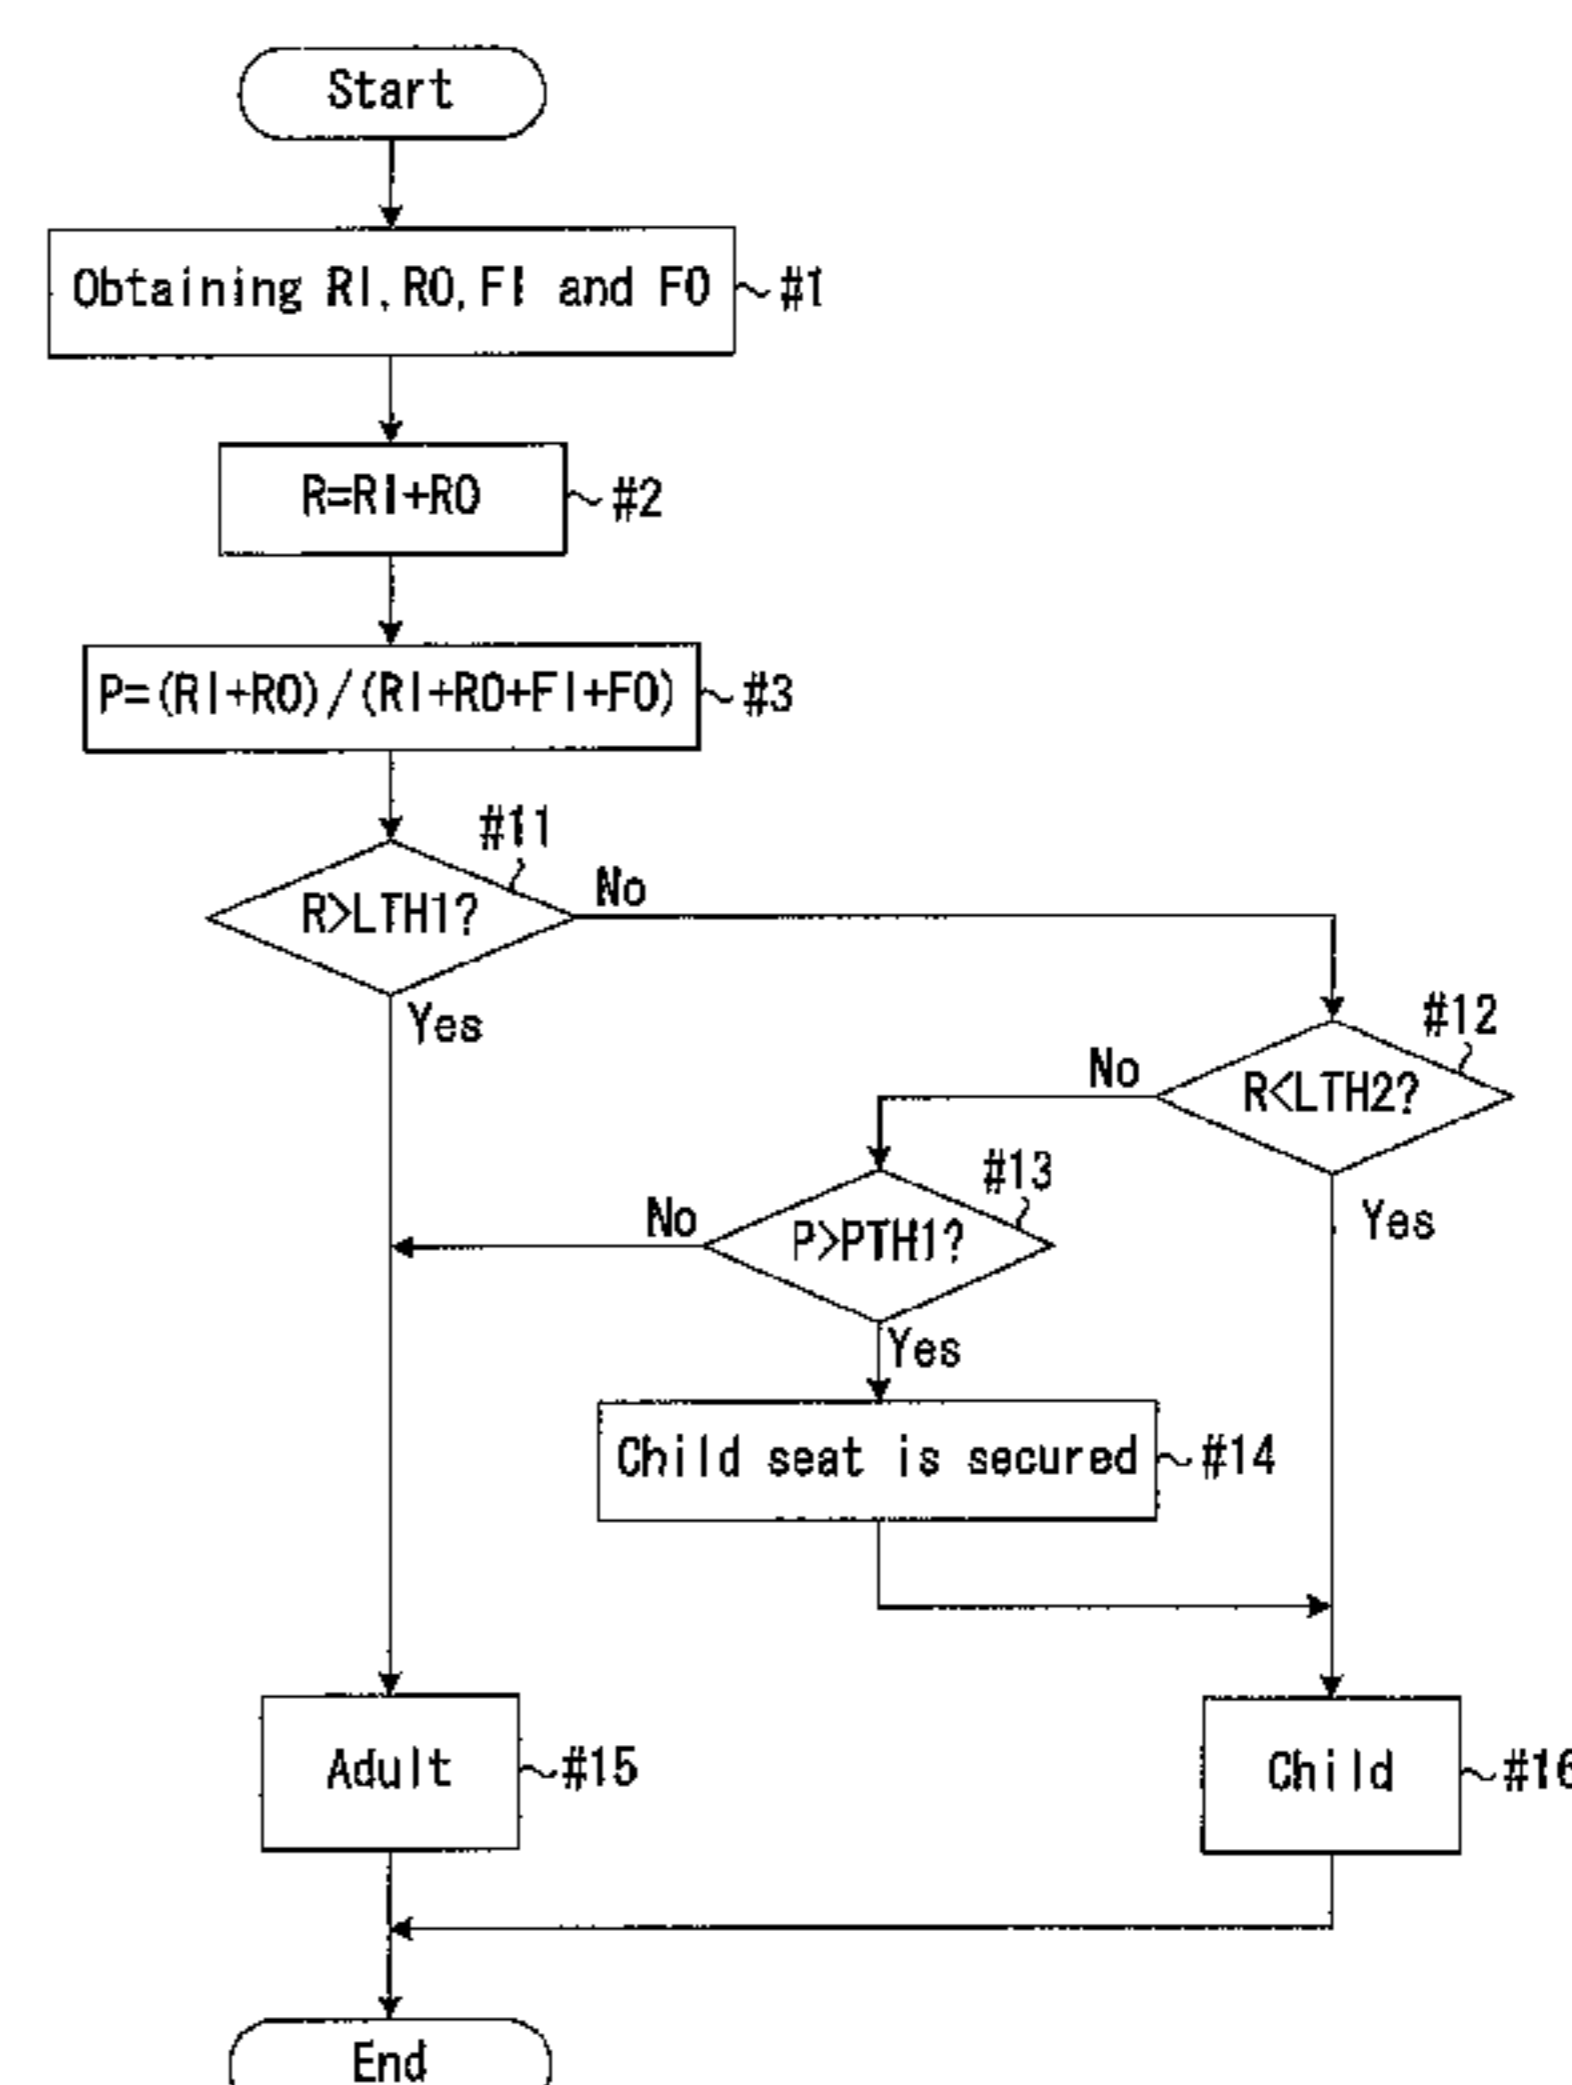 Start
Obtaining RI,RO,FI and FO
#1
R=RI+RO
#2
P=(RI+RO)/(RI+RO+FI+FO)
#3
#11
R>LTH1?
No
Yes
#12
R<LTH2?
No
Yes
#13
P>PTH1?
No
Yes
Child seat is secured
#14
Adult
#15
Child
#16
End